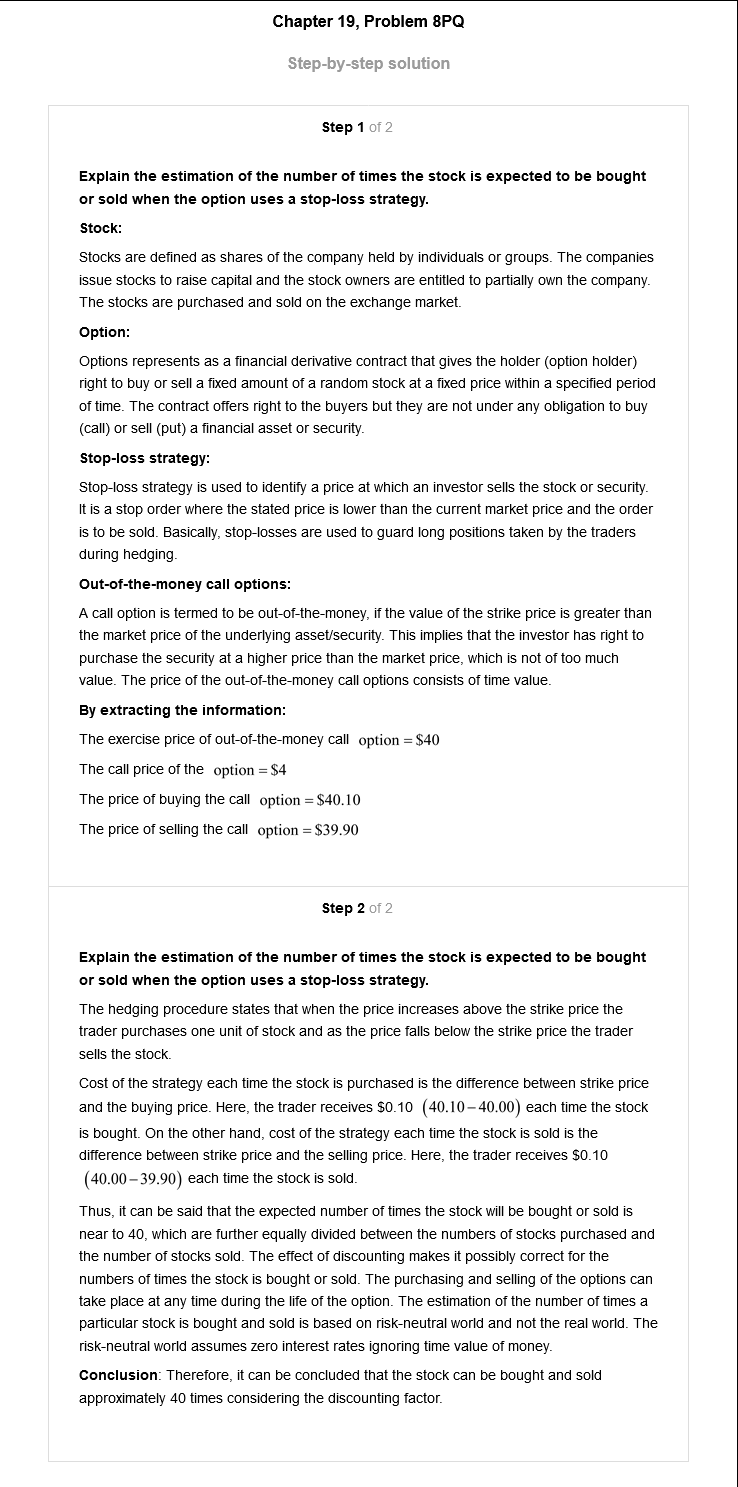 Chapter 19, Problem 8PQ
Step-by-step solution
Step 1 of 2
Explain the estimation of the number of times the stock is expected to be bought
or sold when the option uses a stop-loss strategy.
Stock:
Stocks are defined as shares of the company held by individuals or groups. The companies
issue stocks to raise capital and the stock owners are entitled to partially own the company.
The stocks are purchased and sold on the exchange market.
Option:
Options represents as a financial derivative contract that gives the holder (option holder)
right to buy or sell a fixed amount of a random stock at a fixed price within a specified period
of time. The contract offers right to the buyers but they are not under any obligation to buy
(call) or sell (put) a financial asset or security.
Stop-loss strategy:
Stop-loss strategy is used to identify a price at which an investor sells the stock or security.
It is a stop order where the stated price is lower than the current market price and the order
is to be sold. Basically, stop-losses are used to guard long positions taken by the traders
during hedging.
Out-of-the-money call options:
A call option is termed to be out-of-the-money, if the value of the strike price is greater than
the market price of the underlying asset/security. This implies that the investor has right to
purchase the security at a higher price than the market price, which is not of too much
value. The price of the out-of-the-money call options consists of time value.
By extracting the information:
The exercise price of out-of-the-money call option = $40
The call price of the option = $4
The price of buying the call option = $40.10
The price of selling the call option = $39.90
Step 2 of 2
Explain the estimation of the number of times the stock is expected to be bought
or sold when the option uses a stop-loss strategy.
The hedging procedure states that when the price increases above the strike price the
trader purchases one unit of stock and as the price falls below the strike price the trader
sells the stock.
Cost of the strategy each time the stock is purchased is the difference between strike price
and the buying price. Here, the trader receives $0.10 (40.10 – 40.00) each time the stock
is bought. On the other hand, cost of the strategy each time the stock is sold is the
difference between strike price and the selling price. Here, the trader receives $0.10
(40.00 – 39.90) each time the stock is sold.
Thus, it can be said that the expected number of times the stock will be bought or sold is
near to 40, which are further equally divided between the numbers of stocks purchased and
the number of stocks sold. The effect of discounting makes it possibly correct for the
numbers of times the stock is bought or sold. The purchasing and selling of the options can
take place at any time during the life of the option. The estimation of the number of times a
particular stock is bought and sold is based on risk-neutral world and not the real world. The
risk-neutral world assumes zero interest rates ignoring time value of money.
Conclusion: Therefore, it can be concluded that the stock can be bought and sold
approximately 40 times considering the discounting factor.